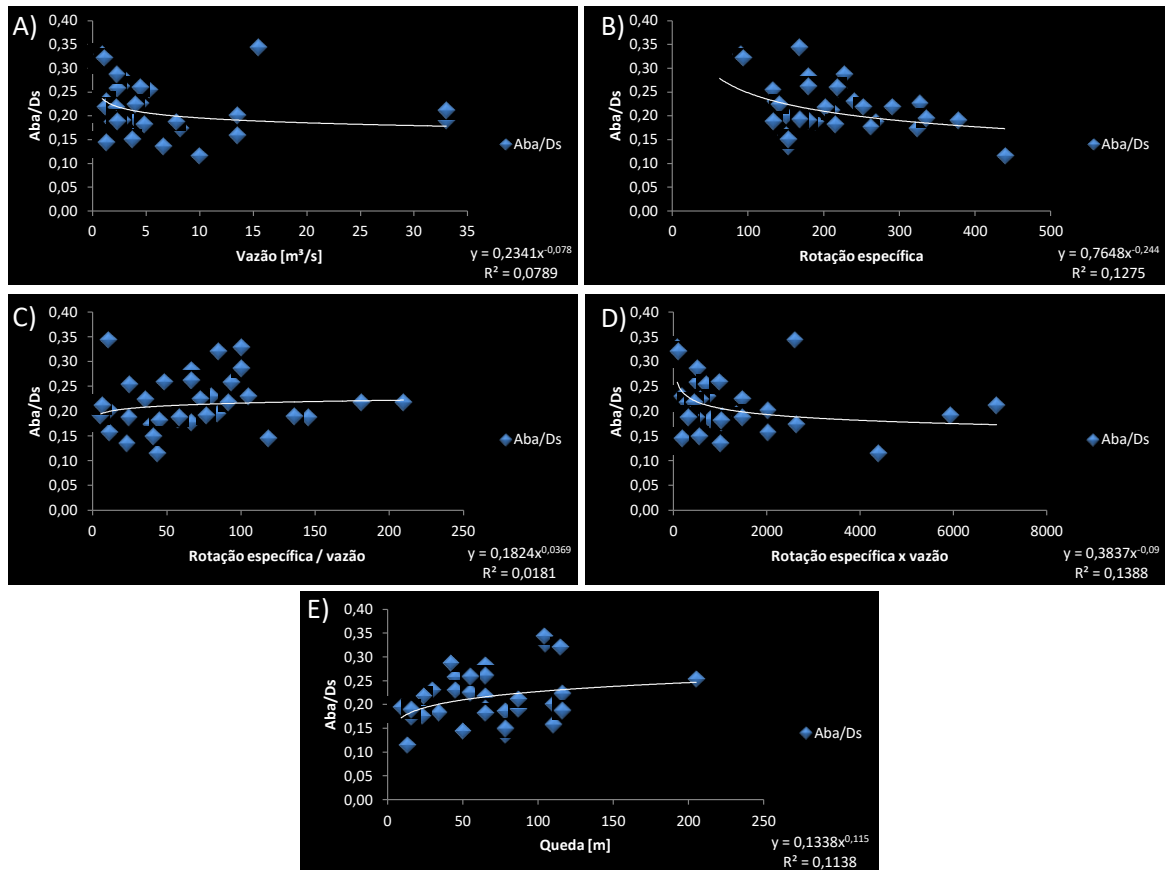 A)
0,40
0,35
0,30
0,25
0,20
0,15
0,10
0,05
0,00
Aba/Ds
0 5 10 15 20 25 30 35
Vazão [m³/s]
Aba/Ds
y = 0,2341x^-0,078
R² = 0,0789
B)
0,40
0,35
0,30
0,25
0,20
0,15
0,10
0,05
0,00
Aba/Ds
0 100 200 300 400 500
Rotação específica
Aba/Ds
y = 0,7648x^-0,244
R² = 0,1275
C)
0,40
0,35
0,30
0,25
0,20
0,15
0,10
0,05
0,00
Aba/Ds
0 50 100 150 200 250
Rotação específica / vazão
Aba/Ds
y = 0,1824x^0,0369
R² = 0,0181
D)
0,40
0,35
0,30
0,25
0,20
0,15
0,10
0,05
0,00
Aba/Ds
0 2000 4000 6000 8000
Rotação específica x vazão
Aba/Ds
y = 0,3837x^-0,09
R² = 0,1388
E)
0,40
0,35
0,30
0,25
0,20
0,15
0,10
0,05
0,00
Aba/Ds
0 50 100 150 200 250
Queda [m]
Aba/Ds
y = 0,1338x^0,115
R² = 0,1138